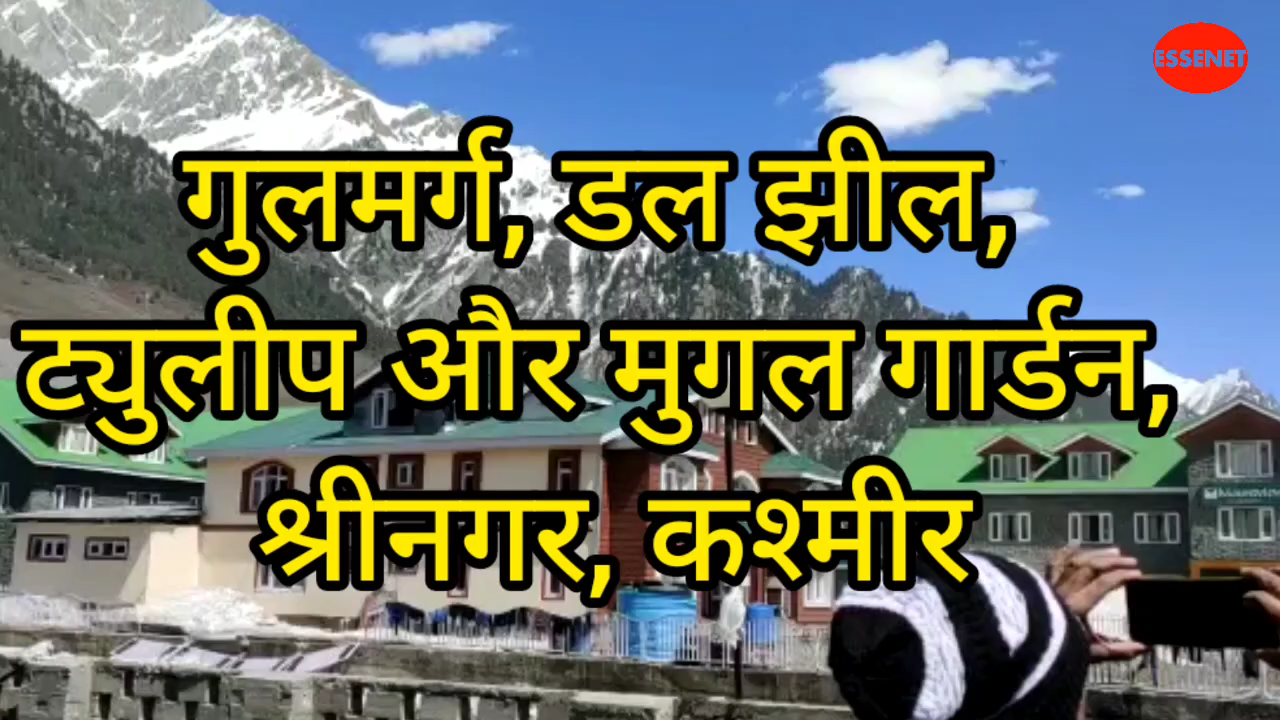 ESSENET
गुलमर्ग, डल झील,
ट्युलीप और मुगल गार्डन,
श्रीनगर, कश्मीर